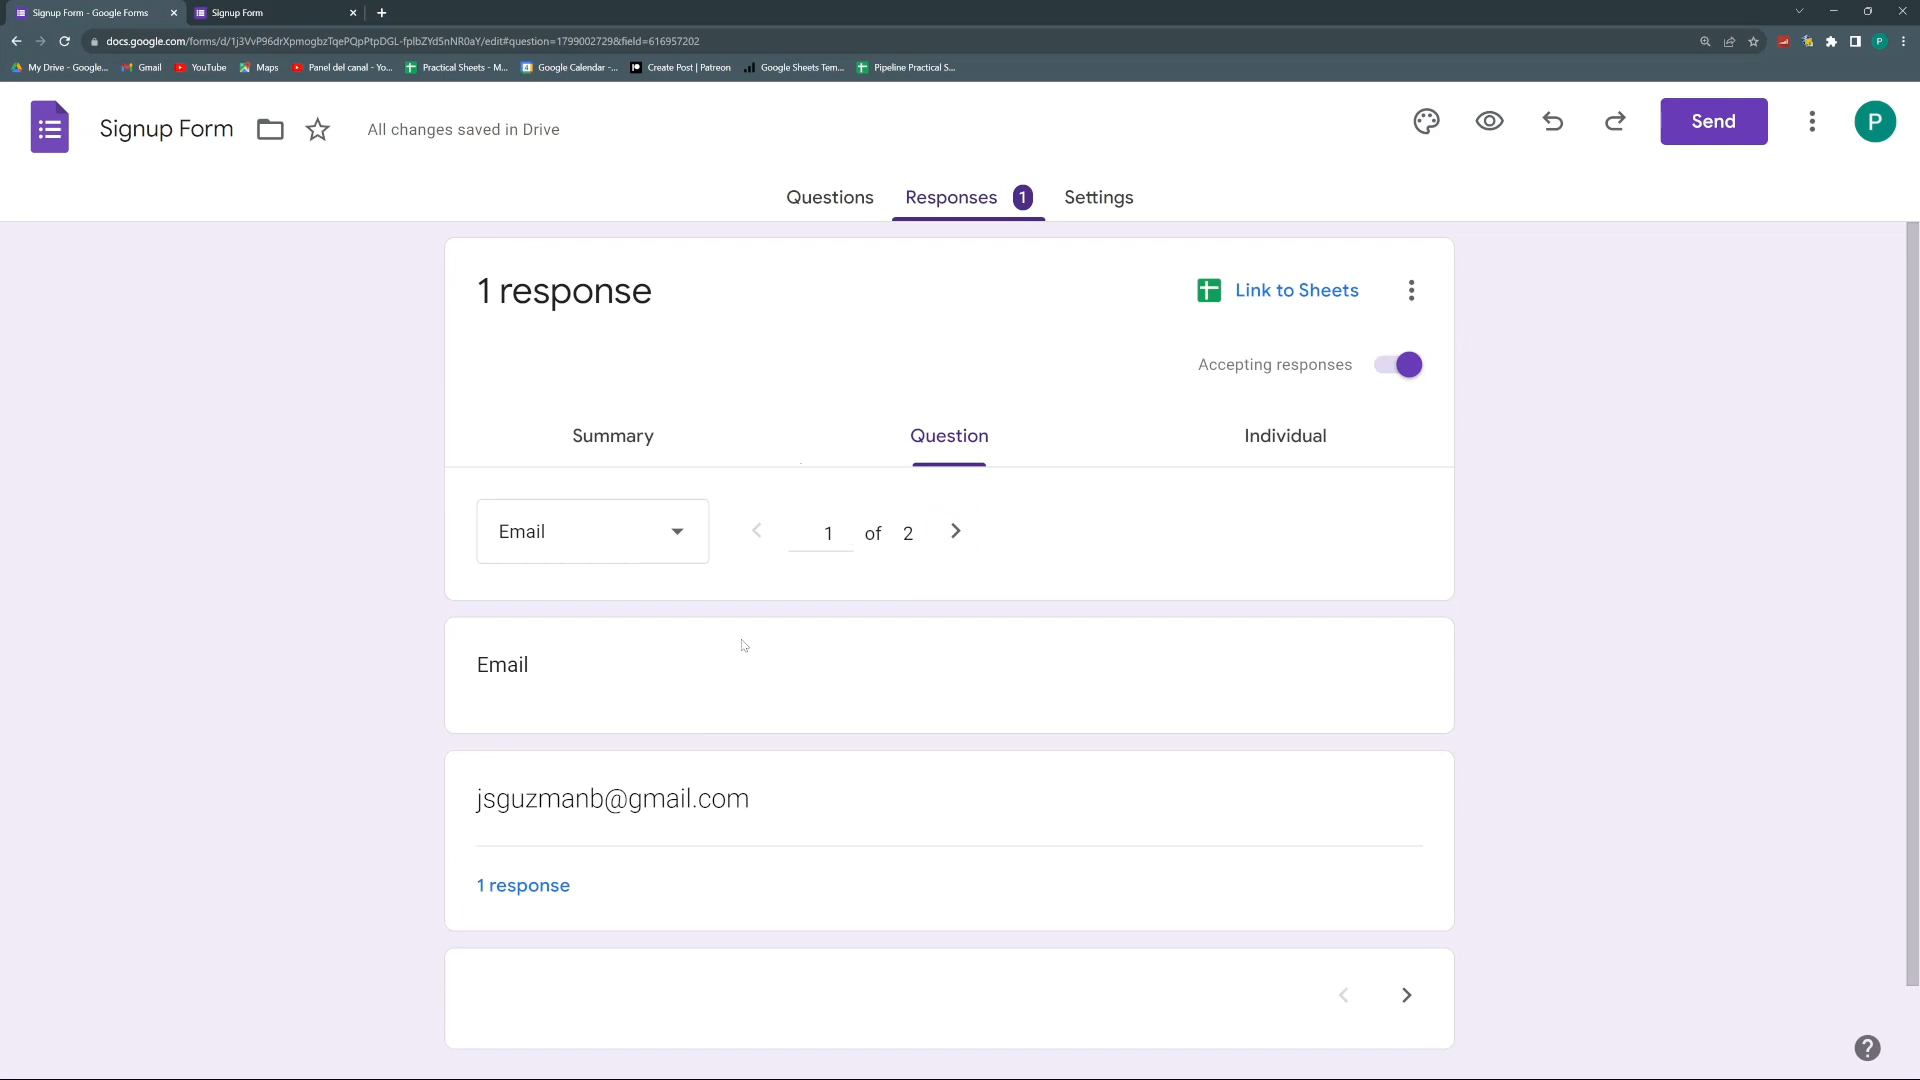 Signup Form - Google Forms
Signup Form
docs.google.com/forms/d/1j3VvP96drXpmogbzTqePQpPtpDGL-fplbZYd5nNR0aY/edit#question=1799002729&field=616957202
My Drive - Google...
Gmail
YouTube
Maps
Panel del canal - Yo...
Practical Sheets - M...
Google Calendar -...
Create Post | Patreon
Google Sheets Tem...
Pipeline Practical S...
P
Signup Form
All changes saved in Drive
Send
P
Questions
Responses 1
Settings
1 response
Link to Sheets
Accepting responses
Summary
Question
Individual
Email
1 of 2
Email
jsguzmanb@gmail.com
1 response